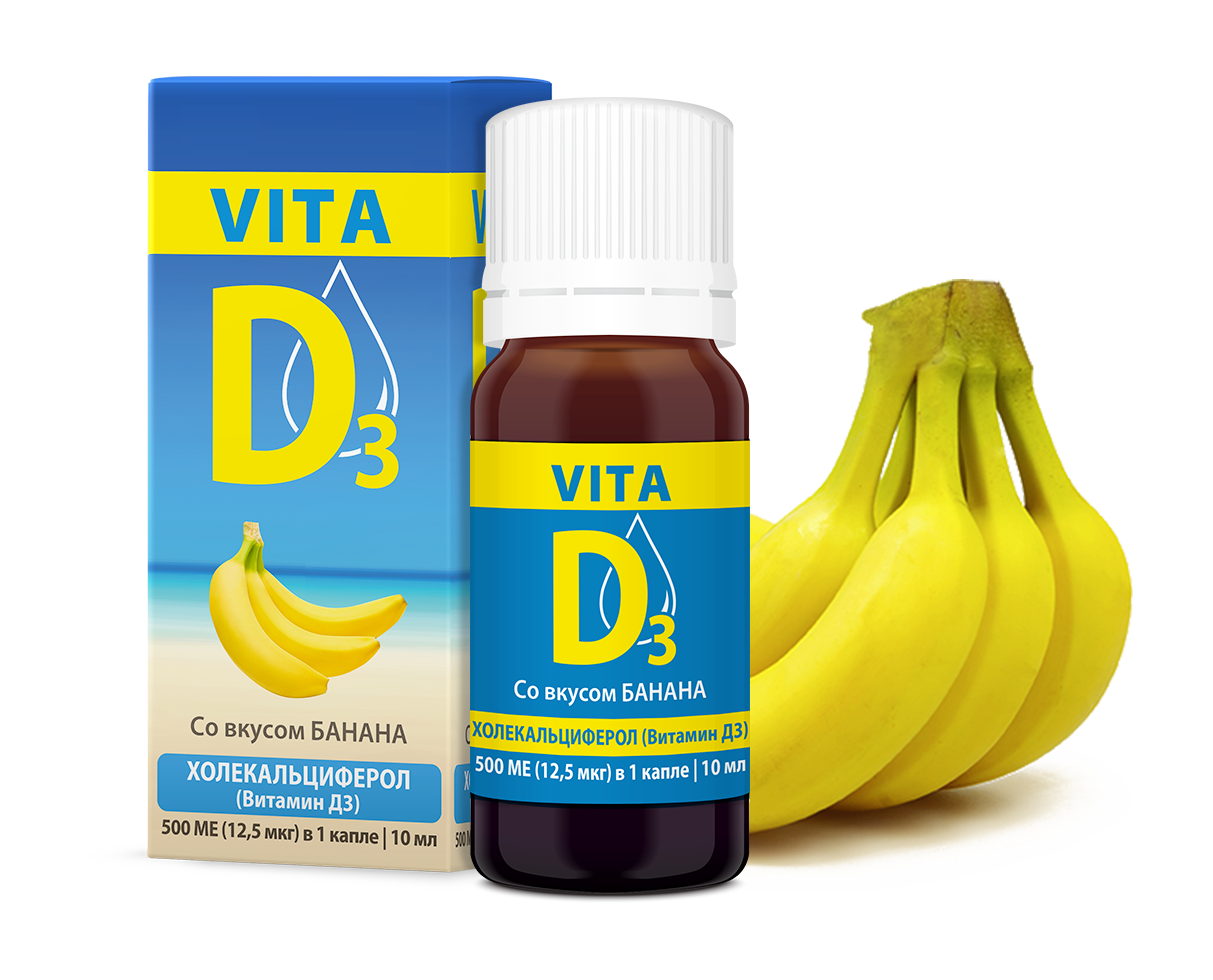 VITA
D3
Со вкусом БАНАНА
ХОЛЕКАЛЬЦИФЕРОЛ
(Витамин Д3)
500 МЕ (12,5 мкг) в 1 капле | 10 мл
VITA
D3
Со вкусом БАНАНА
ХОЛЕКАЛЬЦИФЕРОЛ (Витамин Д3)
500 МЕ (12,5 мкг) в 1 капле | 10 мл